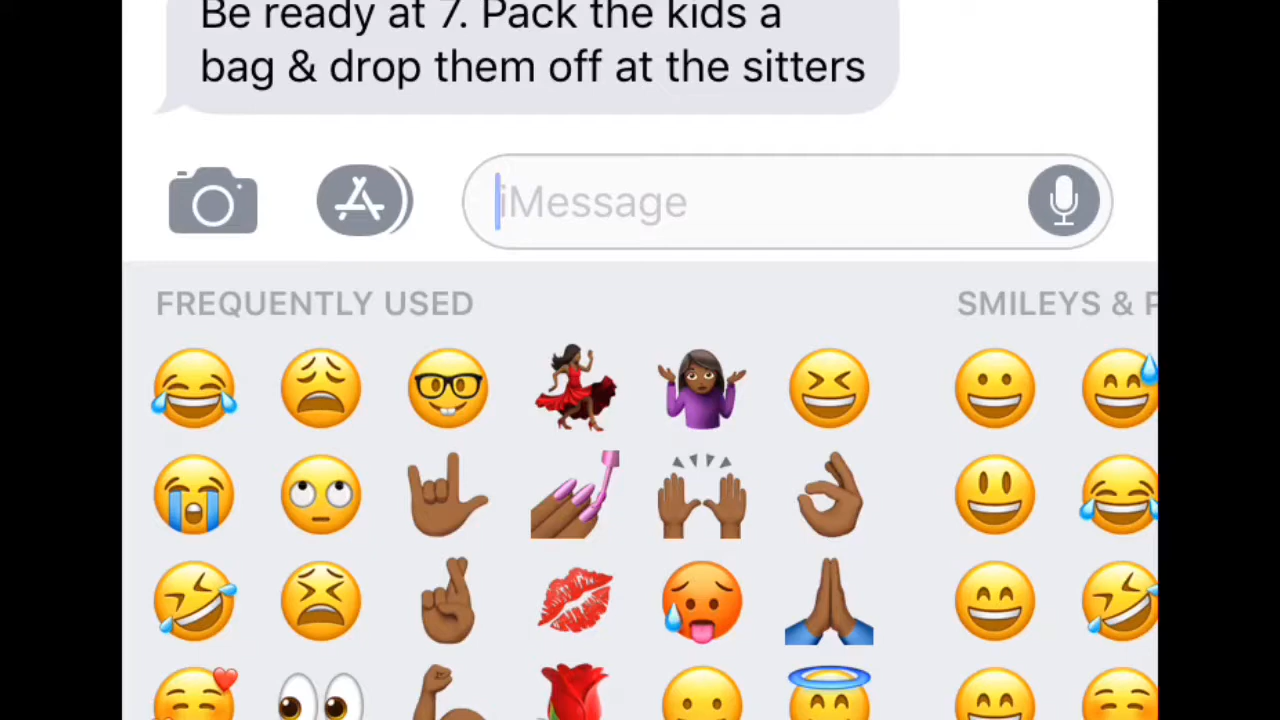 Be ready at 7. Pack the kids a
bag & drop them off at the sitters
iMessage
FREQUENTLY USED
SMILEYS &